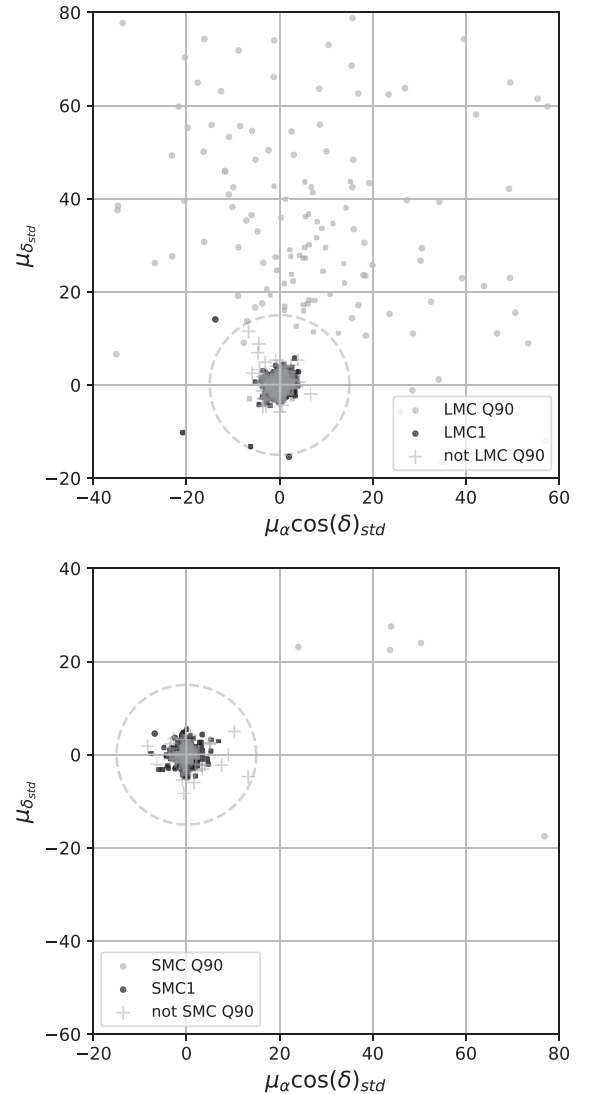 80
60
40
20
0
−20
μδstd
−40 −20 0 20 40 60
μαcos(δ)std
LMC Q90
LMC1
not LMC Q90
40
20
0
−20
−40
−60
μδstd
SMC Q90
SMC1
not SMC Q90
−20 0 20 40 60 80
μαcos(δ)std